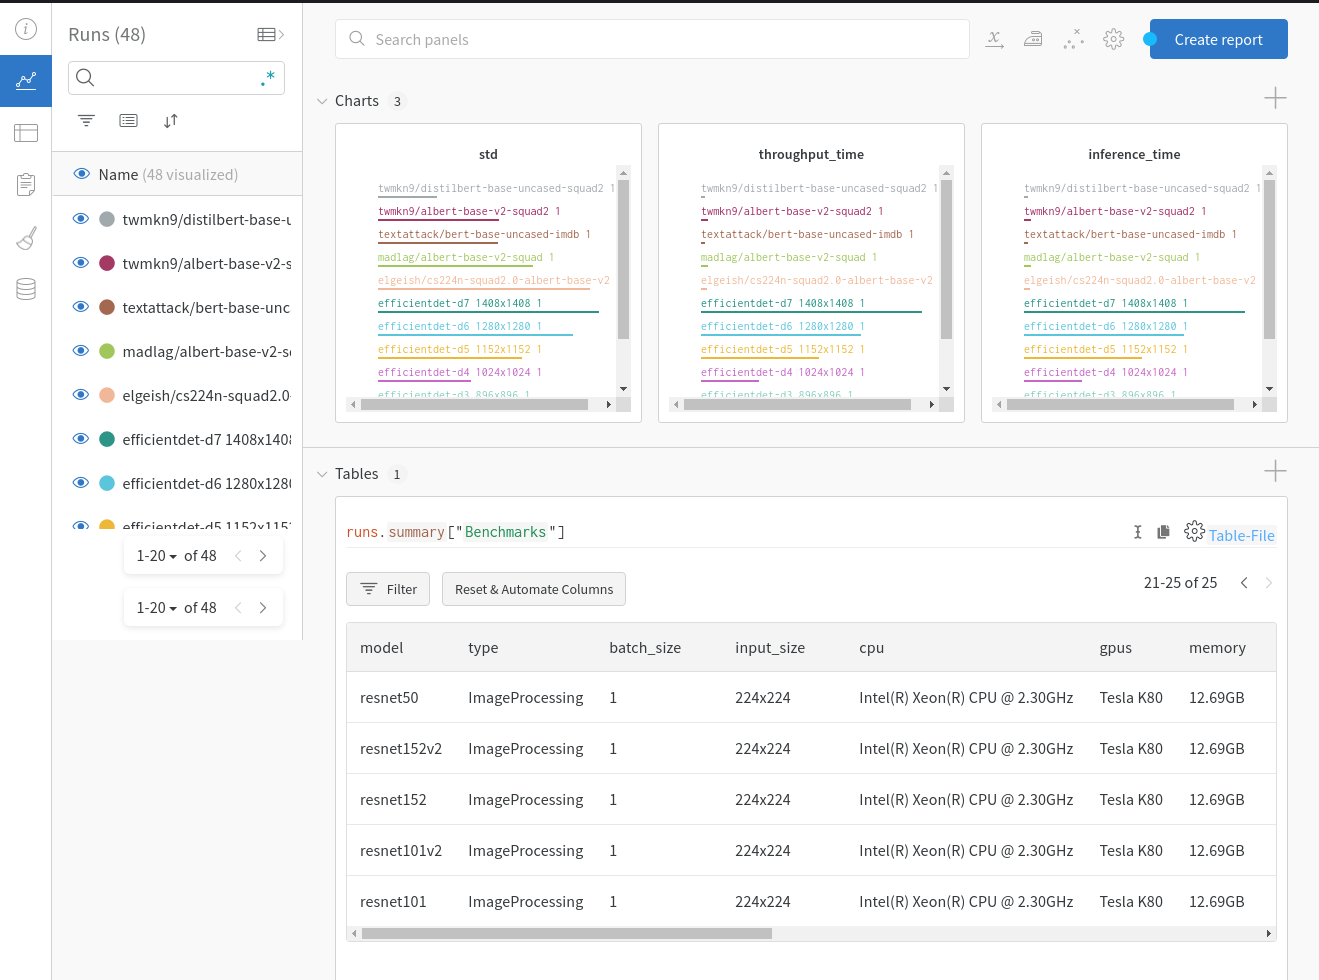 Runs (48)
.*
Name (48 visualized)
twmkn9/distilbert-base-u
twmkn9/albert-base-v2-s
textattack/bert-base-unc
madlag/albert-base-v2-s
elgeish/cs224n-squad2.0
efficientdet-d7 1408x140
efficientdet-d6 1280x128
efficientdet-d5 1152x115
1-20 of 48
1-20 of 48
Search panels
Create report
Charts 3
std
twmkn9/distilbert-base-uncased-squad2 1
twmkn9/albert-base-v2-squad2 1
textattack/bert-base-uncased-imdb 1
madlag/albert-base-v2-squad 1
elgeish/cs224n-squad2.0-albert-base-v2
efficientdet-d7 1408x1408 1
efficientdet-d6 1280x1280 1
efficientdet-d5 1152x1152 1
efficientdet-d4 1024x1024 1
efficientdet-d3 896x896 1
throughput_time
twmkn9/distilbert-base-uncased-squad2 1
twmkn9/albert-base-v2-squad2 1
textattack/bert-base-uncased-imdb 1
madlag/albert-base-v2-squad 1
elgeish/cs224n-squad2.0-albert-base-v2
efficientdet-d7 1408x1408 1
efficientdet-d6 1280x1280 1
efficientdet-d5 1152x1152 1
efficientdet-d4 1024x1024 1
efficientdet-d3 896x896 1
inference_time
twmkn9/distilbert-base-uncased-squad2 1
twmkn9/albert-base-v2-squad2 1
textattack/bert-base-uncased-imdb 1
madlag/albert-base-v2-squad 1
elgeish/cs224n-squad2.0-albert-base-v2
efficientdet-d7 1408x1408 1
efficientdet-d6 1280x1280 1
efficientdet-d5 1152x1152 1
efficientdet-d4 1024x1024 1
efficientdet-d3 896x896 1
Tables 1
runs.summary["Benchmarks"]
Table-File
Filter Reset & Automate Columns 21-25 of 25
model type batch_size input_size cpu gpus memory
resnet50 ImageProcessing 1 224x224 Intel(R) Xeon(R) CPU @ 2.30GHz Tesla K80 12.69GB
resnet152v2 ImageProcessing 1 224x224 Intel(R) Xeon(R) CPU @ 2.30GHz Tesla K80 12.69GB
resnet152 ImageProcessing 1 224x224 Intel(R) Xeon(R) CPU @ 2.30GHz Tesla K80 12.69GB
resnet101v2 ImageProcessing 1 224x224 Intel(R) Xeon(R) CPU @ 2.30GHz Tesla K80 12.69GB
resnet101 ImageProcessing 1 224x224 Intel(R) Xeon(R) CPU @ 2.30GHz Tesla K80 12.69GB